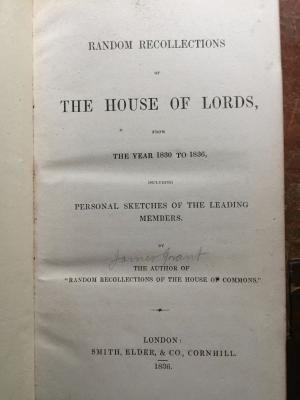 RANDOM RECOLLECTIONS
OF
THE HOUSE OF LORDS,
FROM
THE YEAR 1830 TO 1836,
INCLUDING
PERSONAL SKETCHES OF THE LEADING
MEMBERS.
BY
James Grant
THE AUTHOR OF
"RANDOM RECOLLECTIONS OF THE HOUSE OF COMMONS."
LONDON:
SMITH, ELDER, & CO., CORNHILL.
1836.